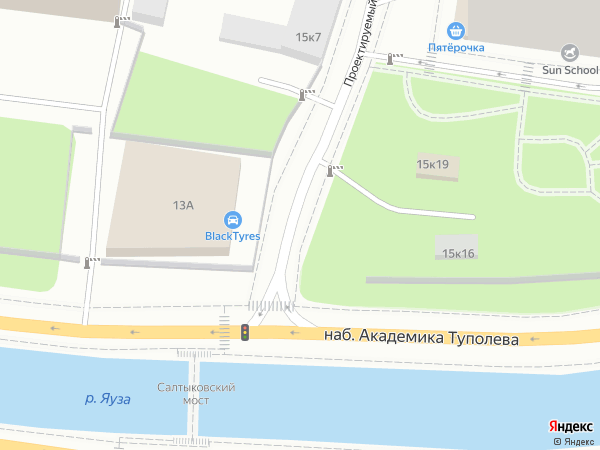 15к7
Проектируемый
Пятёрочка
Sun School
15к19
13А
BlackTyres
15к16
наб. Академика Туполева
Салтыковский
мост
р. Яуза
Яндекс
© Яндекс